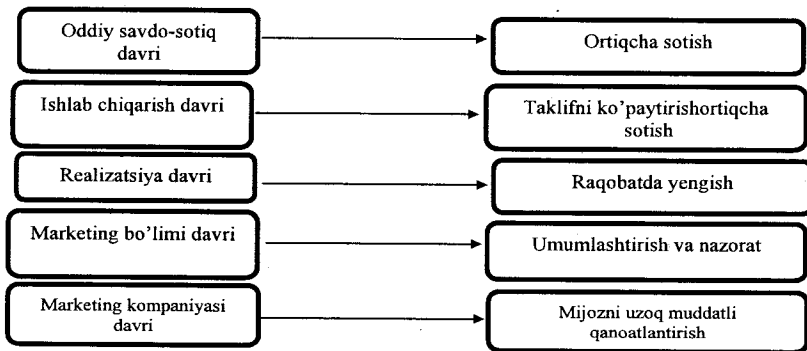 Oddiy savdo-sotiq
davri
Ortiqcha sotish
Ishlab chiqarish davri
Taklifni ko’paytirishortiqcha
sotish
Realizatsiya davri
Raqobatda yengish
Marketing bo’limi davri
Umumlashtirish va nazorat
Marketing kompaniyasi
davri
Mijozni uzoq muddatli
qanoatlantirish